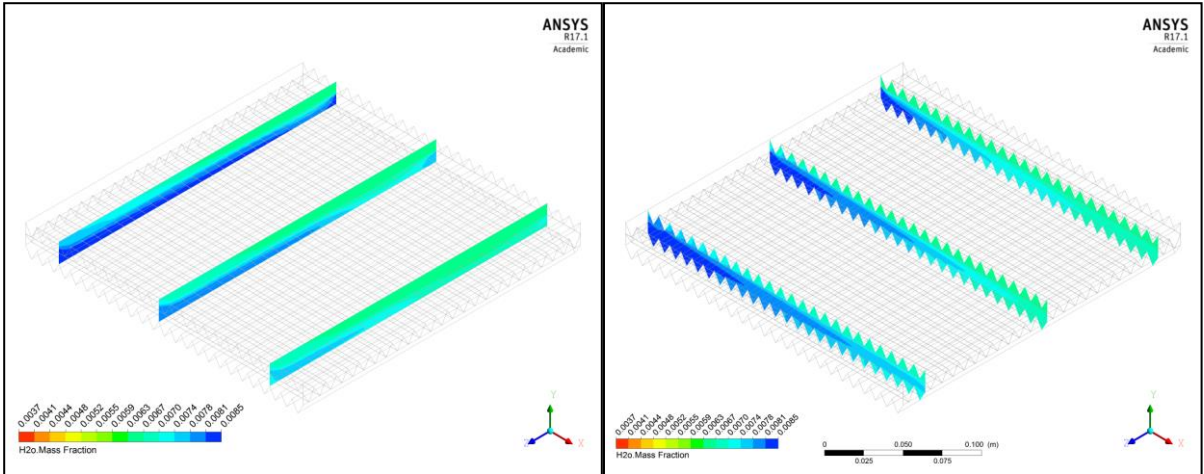 ANSYS
R17.1
Academic
0.0037
0.0041
0.0044
0.0048
0.0052
0.0055
0.0059
0.0063
0.0067
0.0070
0.0074
0.0078
0.0081
0.0085
H2o.Mass Fraction
Y
Z
X
ANSYS
R17.1
Academic
0.0037
0.0041
0.0044
0.0048
0.0052
0.0055
0.0059
0.0063
0.0067
0.0070
0.0074
0.0078
0.0081
0.0085
H2o.Mass Fraction
0 0.050 0.100 (m)
0.025 0.075
Y
Z
X